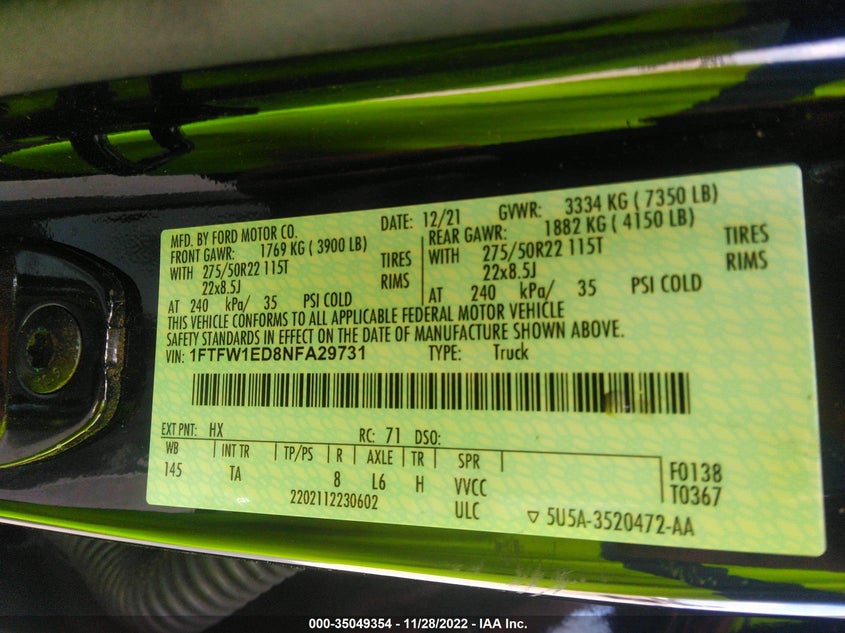 MFD. BY FORD MOTOR CO. DATE: 12/21 GVWR: 3334 KG ( 7350 LB)
FRONT GAWR: 1769 KG ( 3900 LB) REAR GAWR: 1882 KG ( 4150 LB)
WITH 275/50R22 115T TIRES WITH 275/50R22 115T TIRES
22x8.5J RIMS 22x8.5J RIMS
AT 240 kPa/ 35 PSI COLD AT 240 kPa/ 35 PSI COLD
THIS VEHICLE CONFORMS TO ALL APPLICABLE FEDERAL MOTOR VEHICLE
SAFETY STANDARDS IN EFFECT ON THE DATE OF MANUFACTURE SHOWN ABOVE.
VIN: 1FTFW1ED8NFA29731 TYPE: Truck
EXT PNT: HX RC: 71 DSO:
WB INT TR TP/PS R AXLE TR SPR
145 TA 8 L6 H VVCC F0138
2202112230602 ULC T0367
▽ 5U5A-3520472-AA
000-35049354 — 11/28/2022 — IAA Inc.